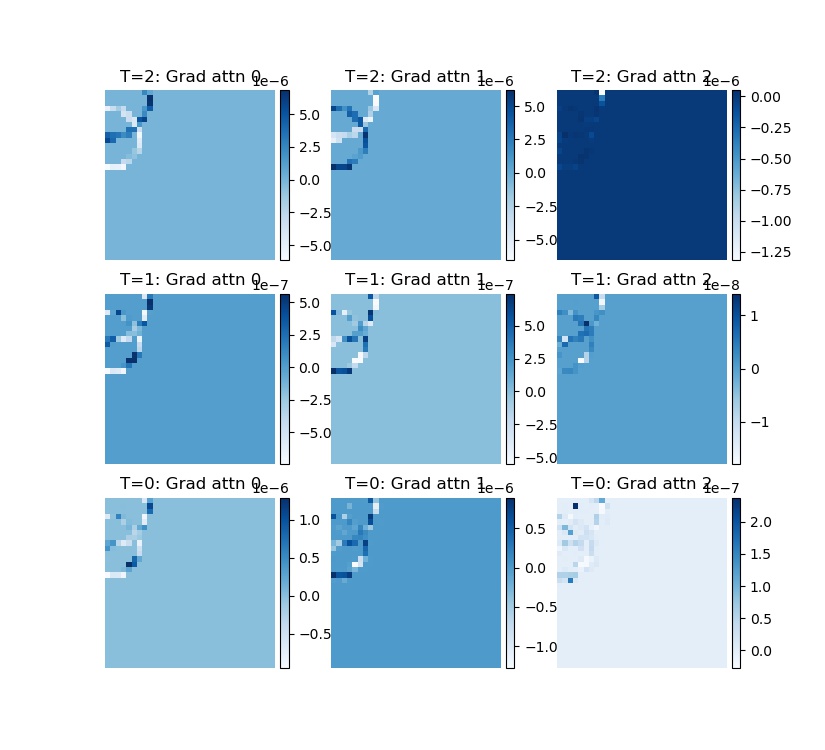 T=2: Grad attn 0
1e−6
5.0
2.5
0.0
−2.5
−5.0
T=2: Grad attn 1
1e−6
5.0
2.5
0.0
−2.5
−5.0
T=2: Grad attn 2
1e−6
0.00
−0.25
−0.50
−0.75
−1.00
−1.25
T=1: Grad attn 0
1e−7
5.0
2.5
0.0
−2.5
−5.0
T=1: Grad attn 1
1e−7
5.0
2.5
0.0
−2.5
−5.0
T=1: Grad attn 2
1e−8
1
0
−1
T=0: Grad attn 0
1e−6
1.0
0.5
0.0
−0.5
T=0: Grad attn 1
1e−6
0.5
0.0
−0.5
−1.0
T=0: Grad attn 2
1e−7
2.0
1.5
1.0
0.5
0.0